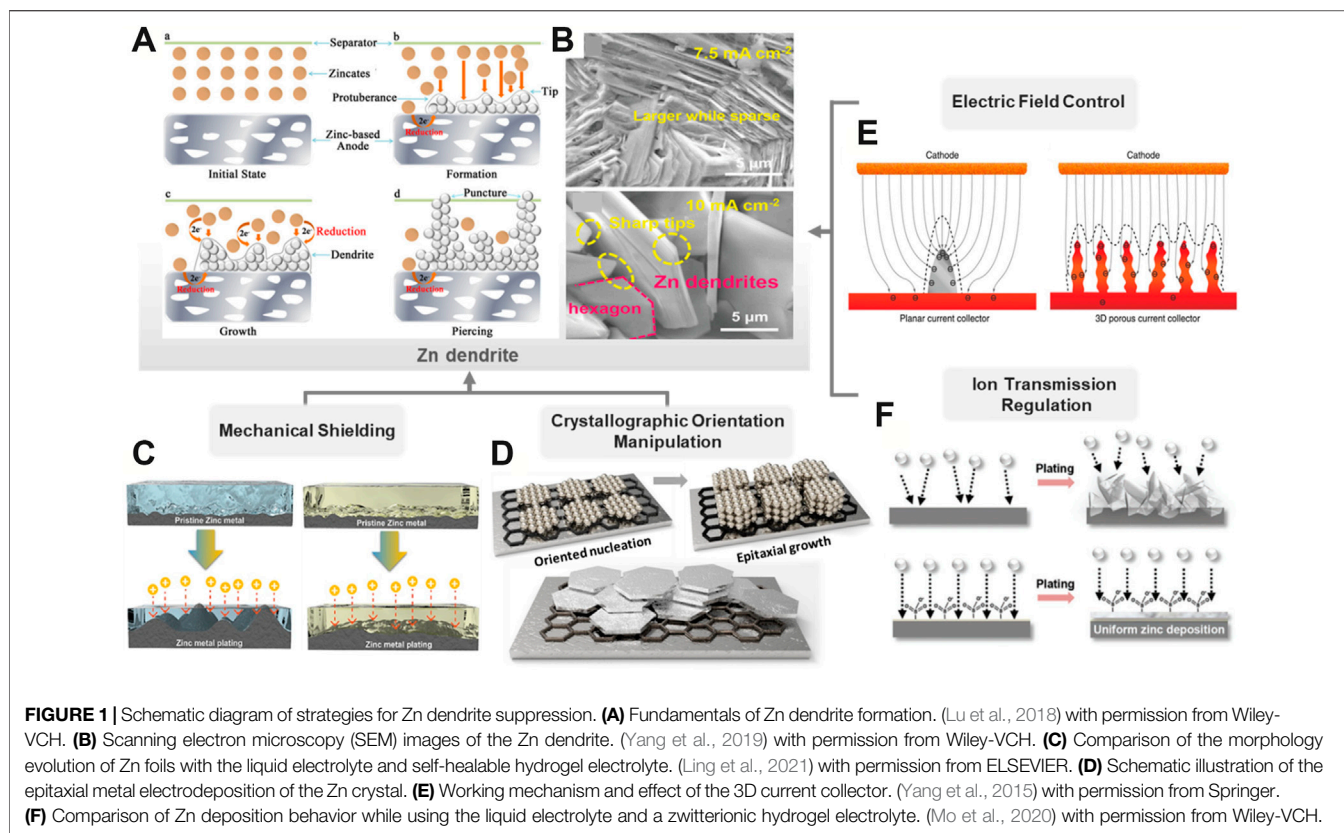 A
a
Separator
b
Zincates
Protuberance
Tip
2e-
Reduction
Zinc-based
Anode
Initial State
Formation
c
d
Puncture
2e-
2e-
2e-
Reduction
Dendrite
2e-
Reduction
2e-
Reduction
Growth
Piercing
B
7.5 mA cm-2
Larger while sparse
5 µm
10 mA cm-2
Sharp tips
Zn dendrites
hexagon
5 µm
Zn dendrite
Electric Field Control
E
Cathode
Cathode
Planar current collector
3D porous current collector
Mechanical Shielding
C
Pristine Zinc metal
Pristine Zinc metal
Zinc metal plating
Zinc metal plating
Crystallographic Orientation
Manipulation
D
Oriented nucleation
Epitaxial growth
Ion Transmission
Regulation
F
Plating
Plating
Uniform zinc deposition
FIGURE 1 | Schematic diagram of strategies for Zn dendrite suppression. (A) Fundamentals of Zn dendrite formation. (Lu et al., 2018) with permission from Wiley-
VCH. (B) Scanning electron microscopy (SEM) images of the Zn dendrite. (Yang et al., 2019) with permission from Wiley-VCH. (C) Comparison of the morphology
evolution of Zn foils with the liquid electrolyte and self-healable hydrogel electrolyte. (Ling et al., 2021) with permission from ELSEVIER. (D) Schematic illustration of the
epitaxial metal electrodeposition of the Zn crystal. (E) Working mechanism and effect of the 3D current collector. (Yang et al., 2015) with permission from Springer.
(F) Comparison of Zn deposition behavior while using the liquid electrolyte and a zwitterionic hydrogel electrolyte. (Mo et al., 2020) with permission from Wiley-VCH.